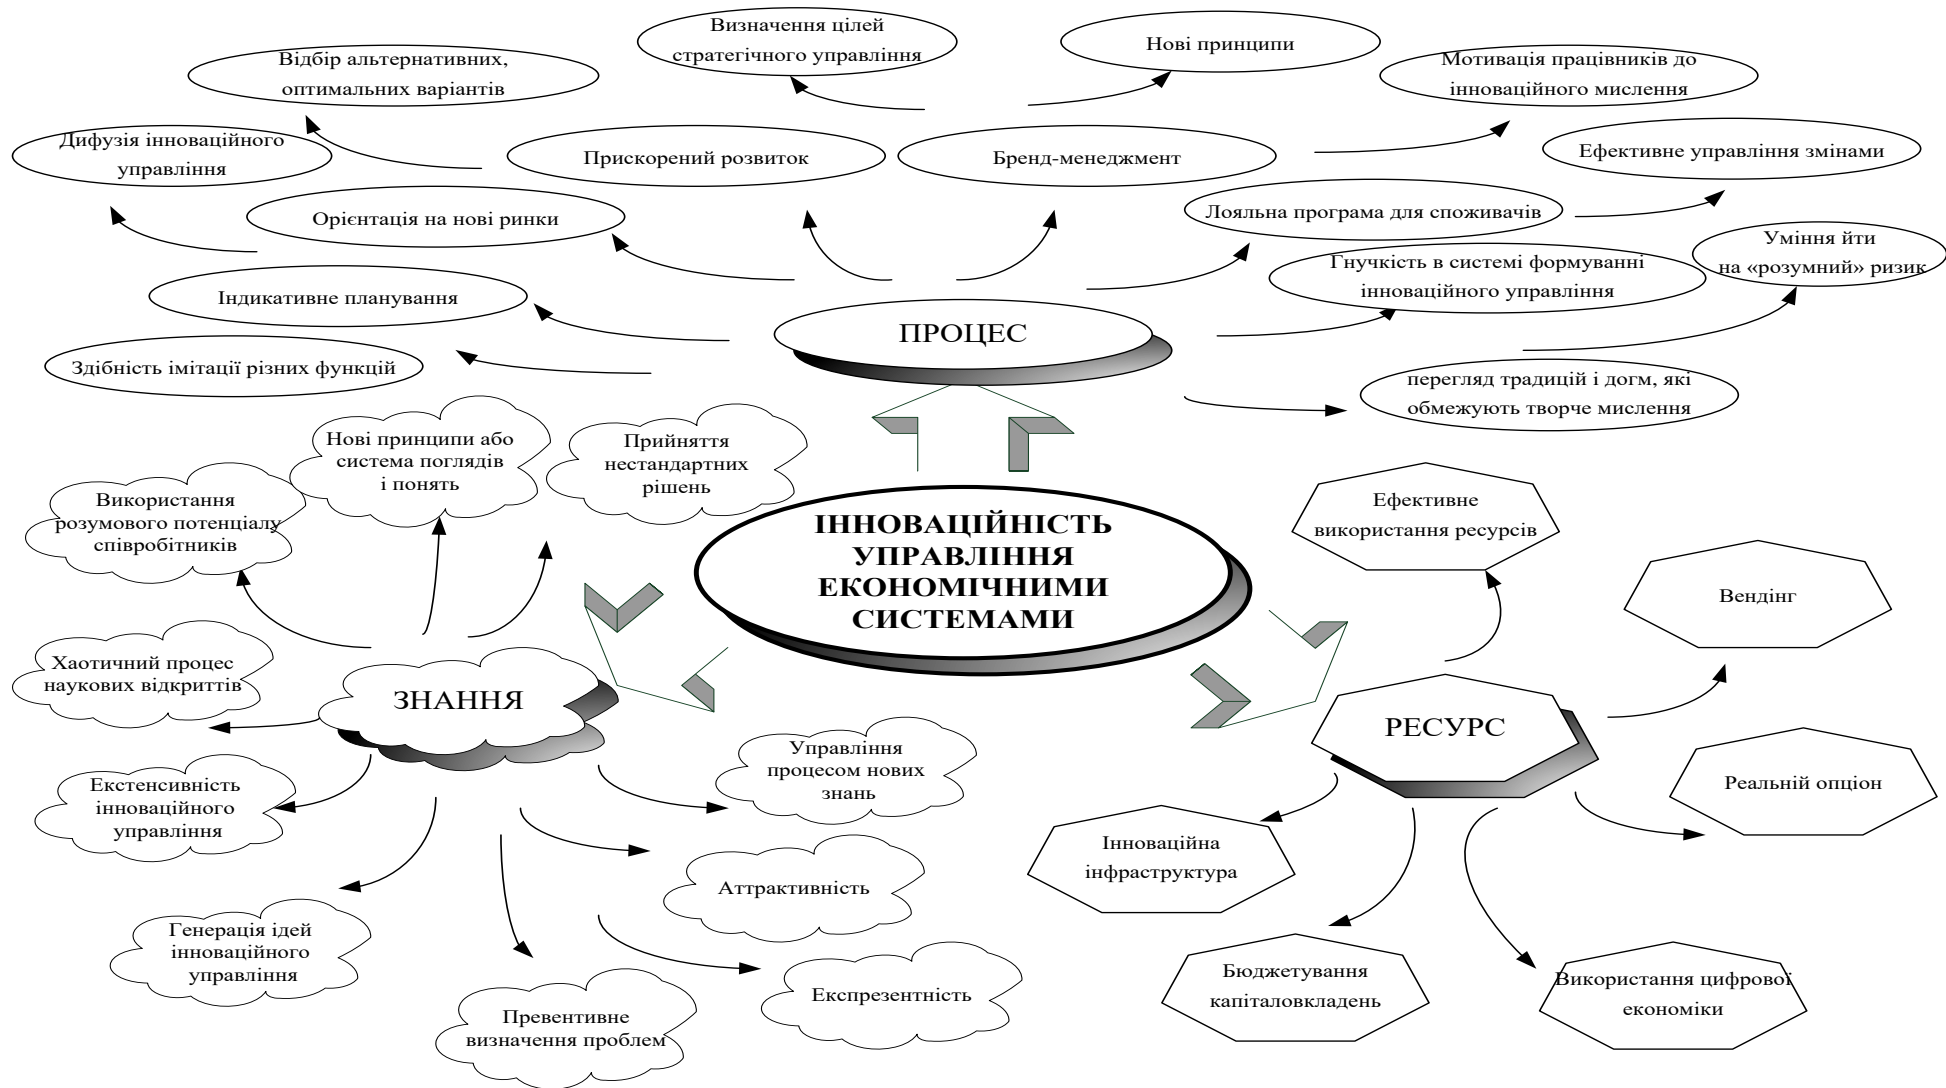 Визначення цілей
стратегічного управління
Нові принципи
Відбір альтернативних,
оптимальних варіантів
Мотивація працівників до
інноваційного мислення
Дифузія інноваційного
управління
Прискорений розвиток
Бренд-менеджмент
Ефективне управління змінами
Орієнтація на нові ринки
Лояльна програма для споживачів
Уміння йти
на «розумний» ризик
Гнучкість в системі формуванні
інноваційного управління
Індикативне планування
ПРОЦЕС
Здібність імітації різних функцій
перегляд традицій і догм, які
обмежують творче мислення
Нові принципи або
система поглядів
і понять
Прийняття
нестандартних
рішень
Використання
розумового потенціалу
співробітників
ІННОВАЦІЙНІСТЬ
УПРАВЛІННЯ
ЕКОНОМІЧНИМИ
СИСТЕМАМИ
Ефективне
використання ресурсів
Вендінг
Хаотичний процес
наукових відкриттів
ЗНАННЯ
РЕСУРС
Управління
процесом нових
знань
Реальній опціон
Екстенсивність
інноваційного
управління
Інноваційна
інфраструктура
Аттрактивність
Генерація ідей
інноваційного
управління
Бюджетування
капіталовкладень
Використання цифрової
економіки
Експрезентність
Превентивне
визначення проблем